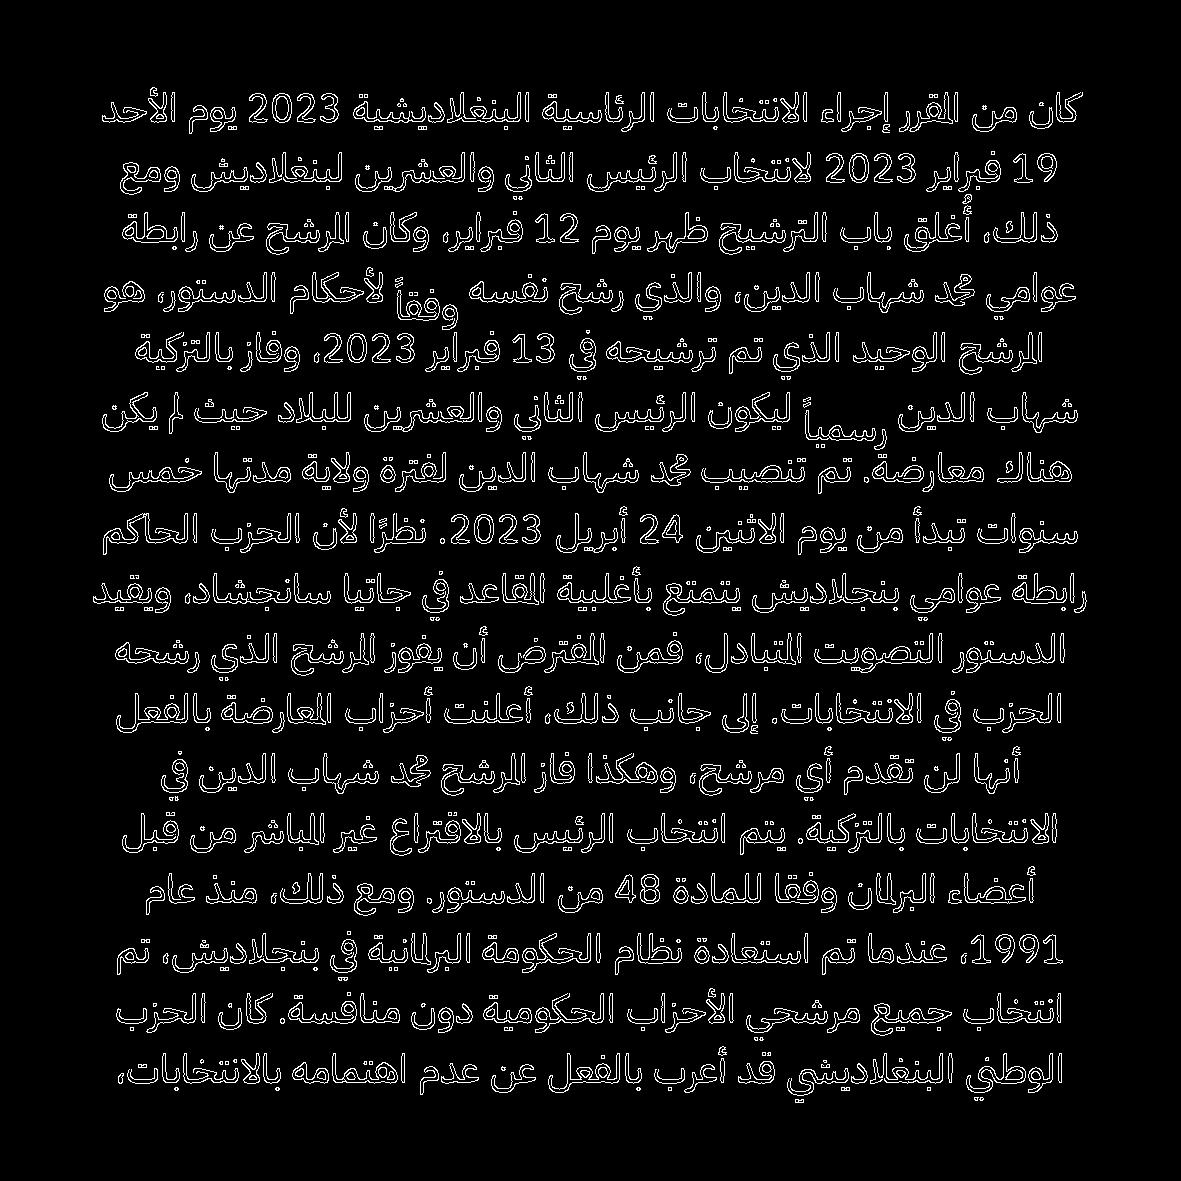 كان من المقرر إجراء الانتخابات الرئاسية البنغلاديشية 2023 يوم الأحد
19 فبراير 2023 لانتخاب الرئيس الثاني والعشرين لبنغلاديش ومع
ذلك، أُغلق باب الترشيح ظهر يوم 12 فبراير، وكان المرشح عن رابطة
عوامي محمد شهاب الدين، والذي رشح نفسه وفقاً لأحكام الدستور، هو
المرشح الوحيد الذي تم ترشيحه في 13 فبراير 2023، وفاز بالتزكية
شهاب الدين رسمياً ليكون الرئيس الثاني والعشرين للبلاد حيث لم يكن
هناك معارضة. تم تنصيب محمد شهاب الدين لفترة ولاية مدتها خمس
سنوات تبدأ من يوم الاثنين 24 أبريل 2023. نظرًا لأن الحزب الحاكم
رابطة عوامي بنجلاديش يتمتع بأغلبية المقاعد في جاتيا سانجشاد، ويقيد
الدستور التصويت المتبادل، فمن المفترض أن يفوز المرشح الذي رشحه
الحزب في الانتخابات. إلى جانب ذلك، أعلنت أحزاب المعارضة بالفعل
أنها لن تقدم أي مرشح، وهكذا فاز المرشح محمد شهاب الدين في
الانتخابات بالتزكية. يتم انتخاب الرئيس بالاقتراع غير المباشر من قبل
أعضاء البرلمان وفقا للمادة 48 من الدستور. ومع ذلك، منذ عام
1991، عندما تم استعادة نظام الحكومة البرلمانية في بنجلاديش، تم
انتخاب جميع مرشحي الأحزاب الحكومية دون منافسة. كان الحزب
الوطني البنغلاديشي قد أعرب بالفعل عن عدم اهتمامه بالانتخابات،